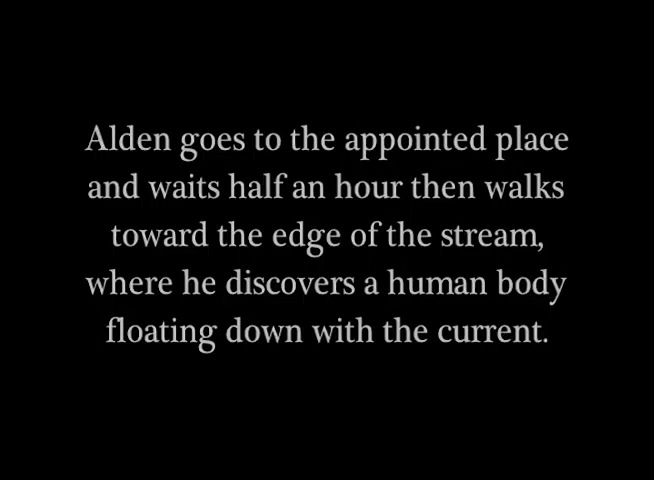 Alden goes to the appointed place
and waits half an hour then walks
toward the edge of the stream,
where he discovers a human body
floating down with the current.